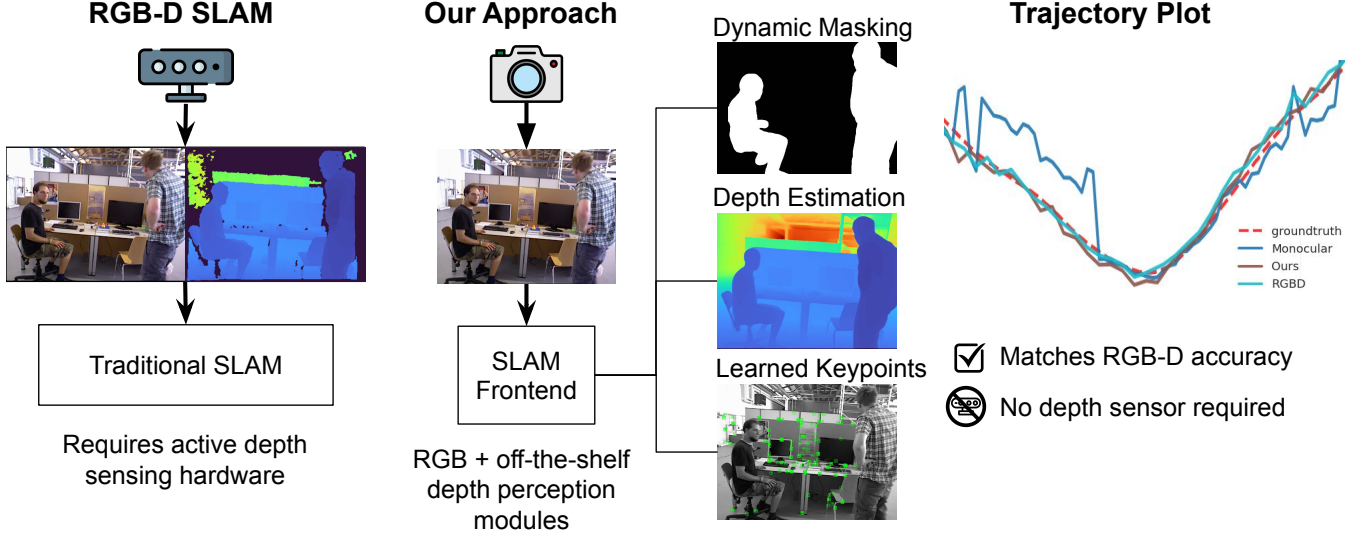 RGB-D SLAM
Traditional SLAM
Requires active depth
sensing hardware
Our Approach
SLAM
Frontend
RGB + off-the-shelf
depth perception
modules
Dynamic Masking
Depth Estimation
Learned Keypoints
Trajectory Plot
groundtruth
Monocular
Ours
RGBD
Matches RGB-D accuracy
No depth sensor required